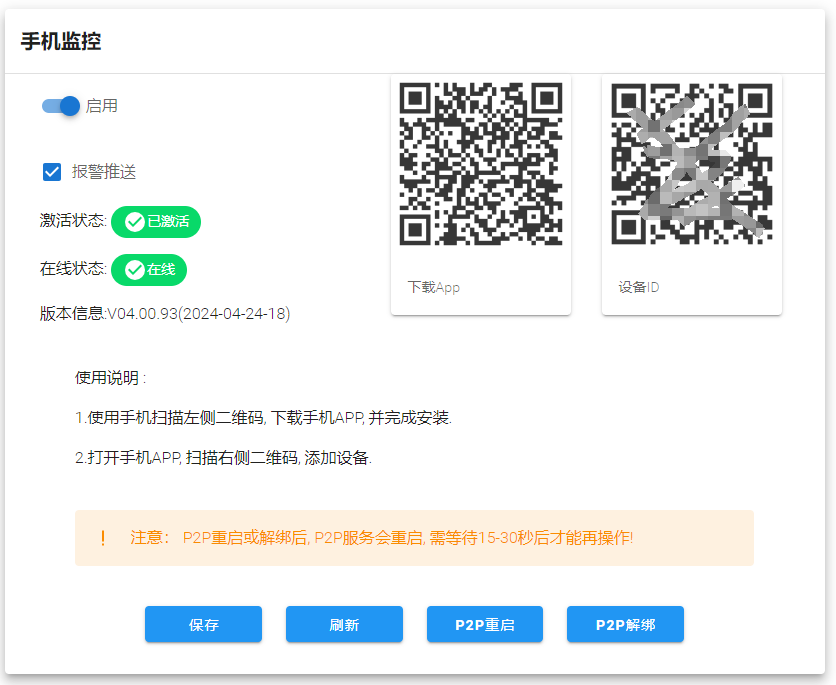 手机监控
启用
报警推送
激活状态: 已激活
在线状态: 在线
版本信息:V04.00.93(2024-04-24-18)
下载App
设备ID
使用说明 :
1.使用手机扫描左侧二维码, 下载手机APP, 并完成安装.
2.打开手机APP, 扫描右侧二维码, 添加设备.
! 注意： P2P重启或解绑后, P2P服务会重启, 需等待15-30秒后才能再操作!
保存
刷新
P2P重启
P2P解绑